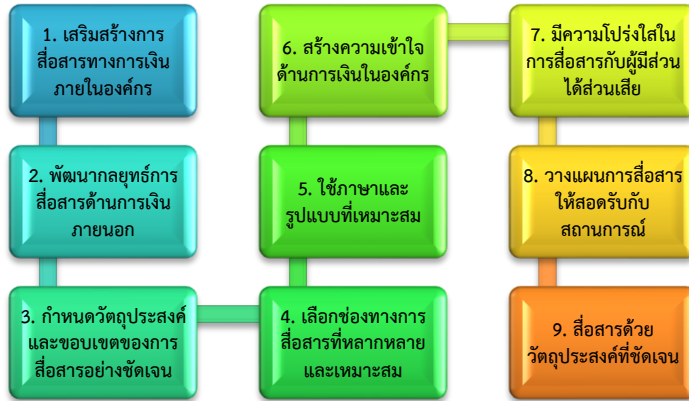 1. เสริมสร้างการ
สื่อสารทางการเงิน
ภายในองค์กร
2. พัฒนากลยุทธ์การ
สื่อสารด้านการเงิน
ภายนอก
3. กำหนดวัตถุประสงค์
และขอบเขตของการ
สื่อสารอย่างชัดเจน
4. เลือกช่องทางการ
สื่อสารที่หลากหลาย
และเหมาะสม
5. ใช้ภาษาและ
รูปแบบที่เหมาะสม
6. สร้างความเข้าใจ
ด้านการเงินในองค์กร
7. มีความโปร่งใสใน
การสื่อสารกับผู้มีส่วน
ได้ส่วนเสีย
8. วางแผนการสื่อสาร
ให้สอดรับกับ
สถานการณ์
9. สื่อสารด้วย
วัตถุประสงค์ที่ชัดเจน